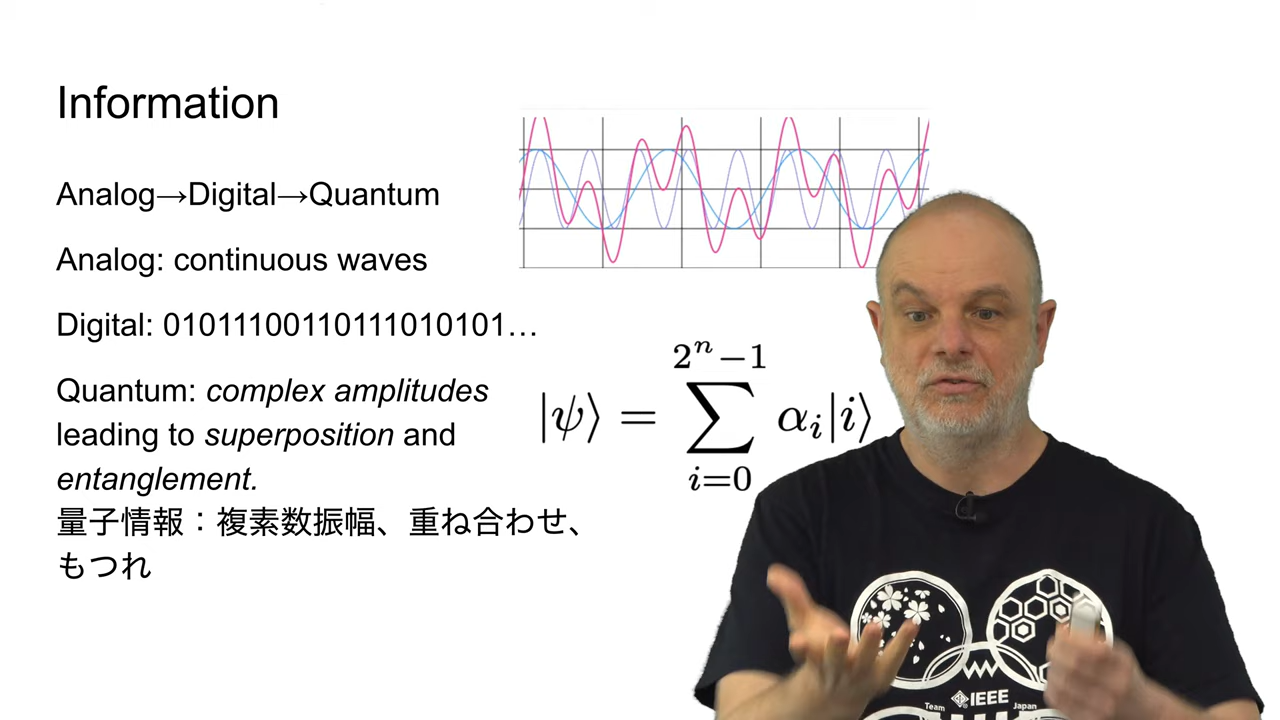 Information
Analog→Digital→Quantum
Analog: continuous waves
Digital: 01011100110111010101…
Quantum: complex amplitudes
leading to superposition and
entanglement.
量子情報：複素数振幅、重ね合わせ、
もつれ
|ψ⟩ = ∑_{i=0}^{2^n−1} α_i|i⟩
IEEE
Team Japan